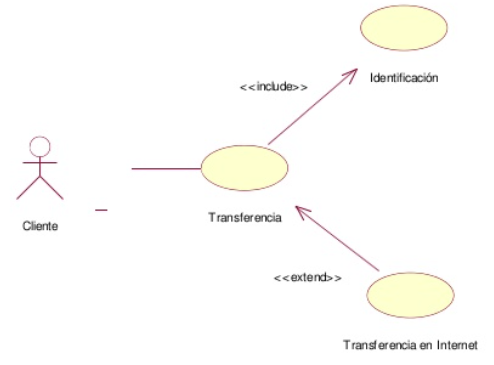 Identificación
<<include>>
Transferencia
Cliente
<<extend>>
Transferencia en Internet